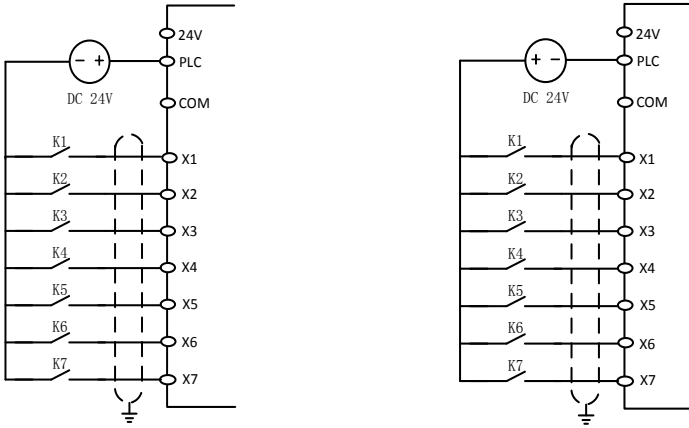 24V
PLC
DC 24V
COM
K1
X1
K2
X2
K3
X3
K4
X4
K5
X5
K6
X6
K7
X7
24V
PLC
DC 24V
COM
K1
X1
K2
X2
K3
X3
K4
X4
K5
X5
K6
X6
K7
X7